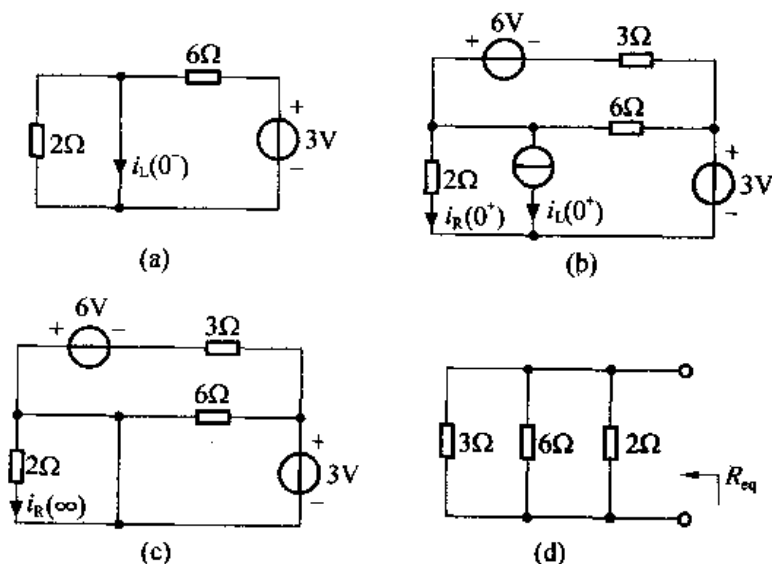 6Ω
+
2Ω
3V
i_L(0⁻)
−
(a)
6V
+ −
3Ω
6Ω
+
2Ω
3V
−
i_R(0⁺)
i_L(0⁺)
(b)
6V
+ −
3Ω
6Ω
+
2Ω
3V
−
i_R(∞)
(c)
3Ω
6Ω
2Ω
R_eq
(d)